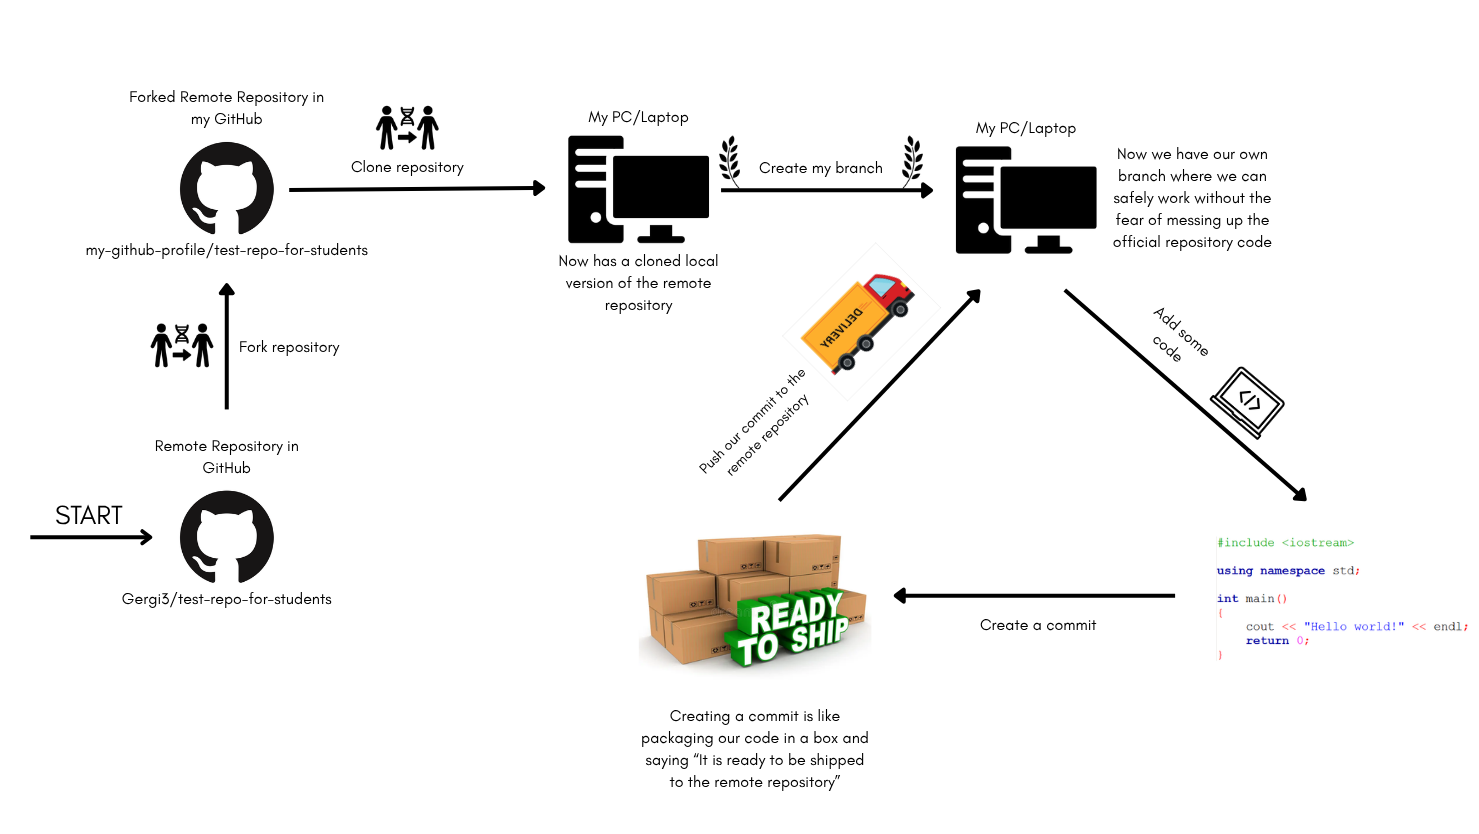 Forked Remote Repository in
my GitHub
my-github-profile/test-repo-for-students
Clone repository
My PC/Laptop
Now has a cloned local
version of the remote
repository
Create my branch
My PC/Laptop
Now we have our own
branch where we can
safely work without the
fear of messing up the
official repository code
Fork repository
Remote Repository in
GitHub
START
Gergi3/test-repo-for-students
DELIVERY
Push our commit to the
remote repository
Add some
code
#include <iostream>
using namespace std;
int main()
{
cout << "Hello world!" << endl;
return 0;
}
Create a commit
READY
TO SHIP
Creating a commit is like
packaging our code in a box and
saying “It is ready to be shipped
to the remote repository”